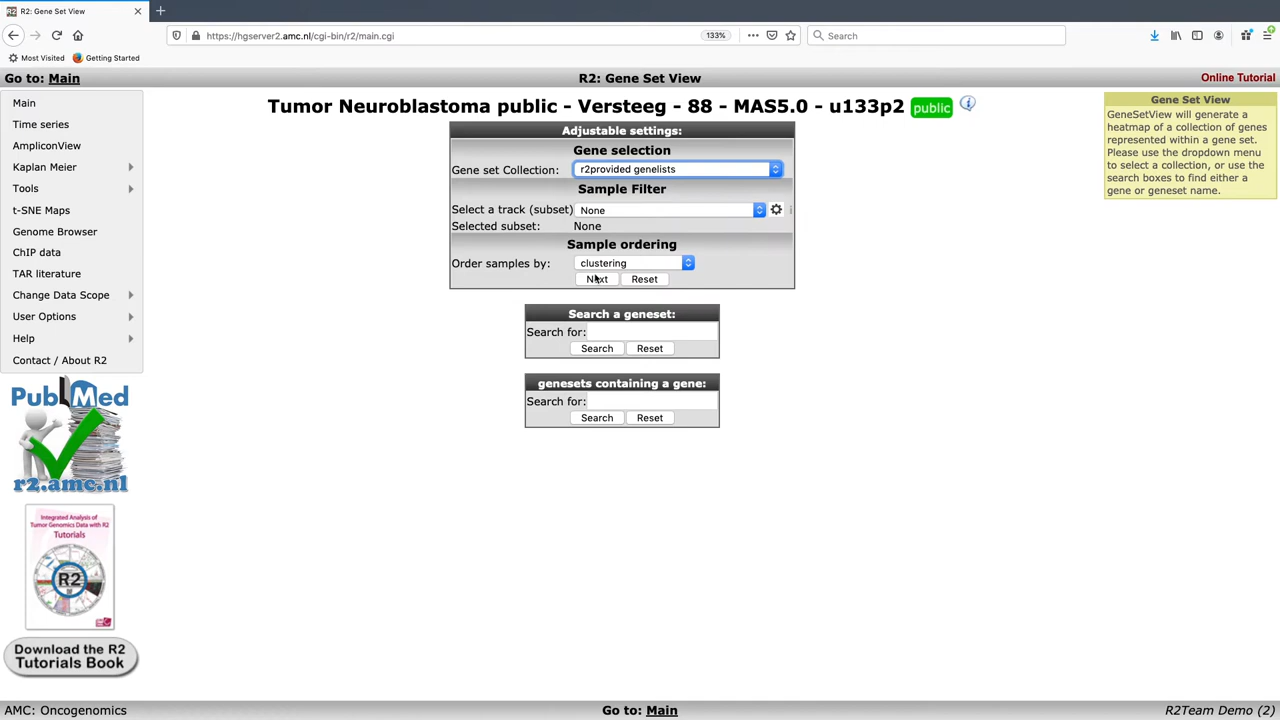 R2: Gene Set View
https://hgserver2.amc.nl/cgi-bin/r2/main.cgi
133%
Search
Most Visited
Getting Started
Go to: Main
R2: Gene Set View
Online Tutorial
Main
Time series
AmpliconView
Kaplan Meier
Tools
t-SNE Maps
Genome Browser
ChIP data
TAR literature
Change Data Scope
User Options
Help
Contact / About R2
Tumor Neuroblastoma public - Versteeg - 88 - MAS5.0 - u133p2 public
Adjustable settings:
Gene selection
Gene set Collection: r2provided genelists
Sample Filter
Select a track (subset) None
Selected subset: None
Sample ordering
Order samples by: clustering
Next Reset
Search a geneset:
Search for:
Search Reset
genesets containing a gene:
Search for:
Search Reset
Gene Set View
GeneSetView will generate a
heatmap of a collection of genes
represented within a gene set.
Please use the dropdown menu
to select a collection, or use the
search boxes to find either a
gene or geneset name.
PubMed
r2.amc.nl
Integrated Analysis of
Tumor Genomics Data with R2
Tutorials
R2
Download the R2
Tutorials Book
AMC: Oncogenomics
Go to: Main
R2Team Demo (2)